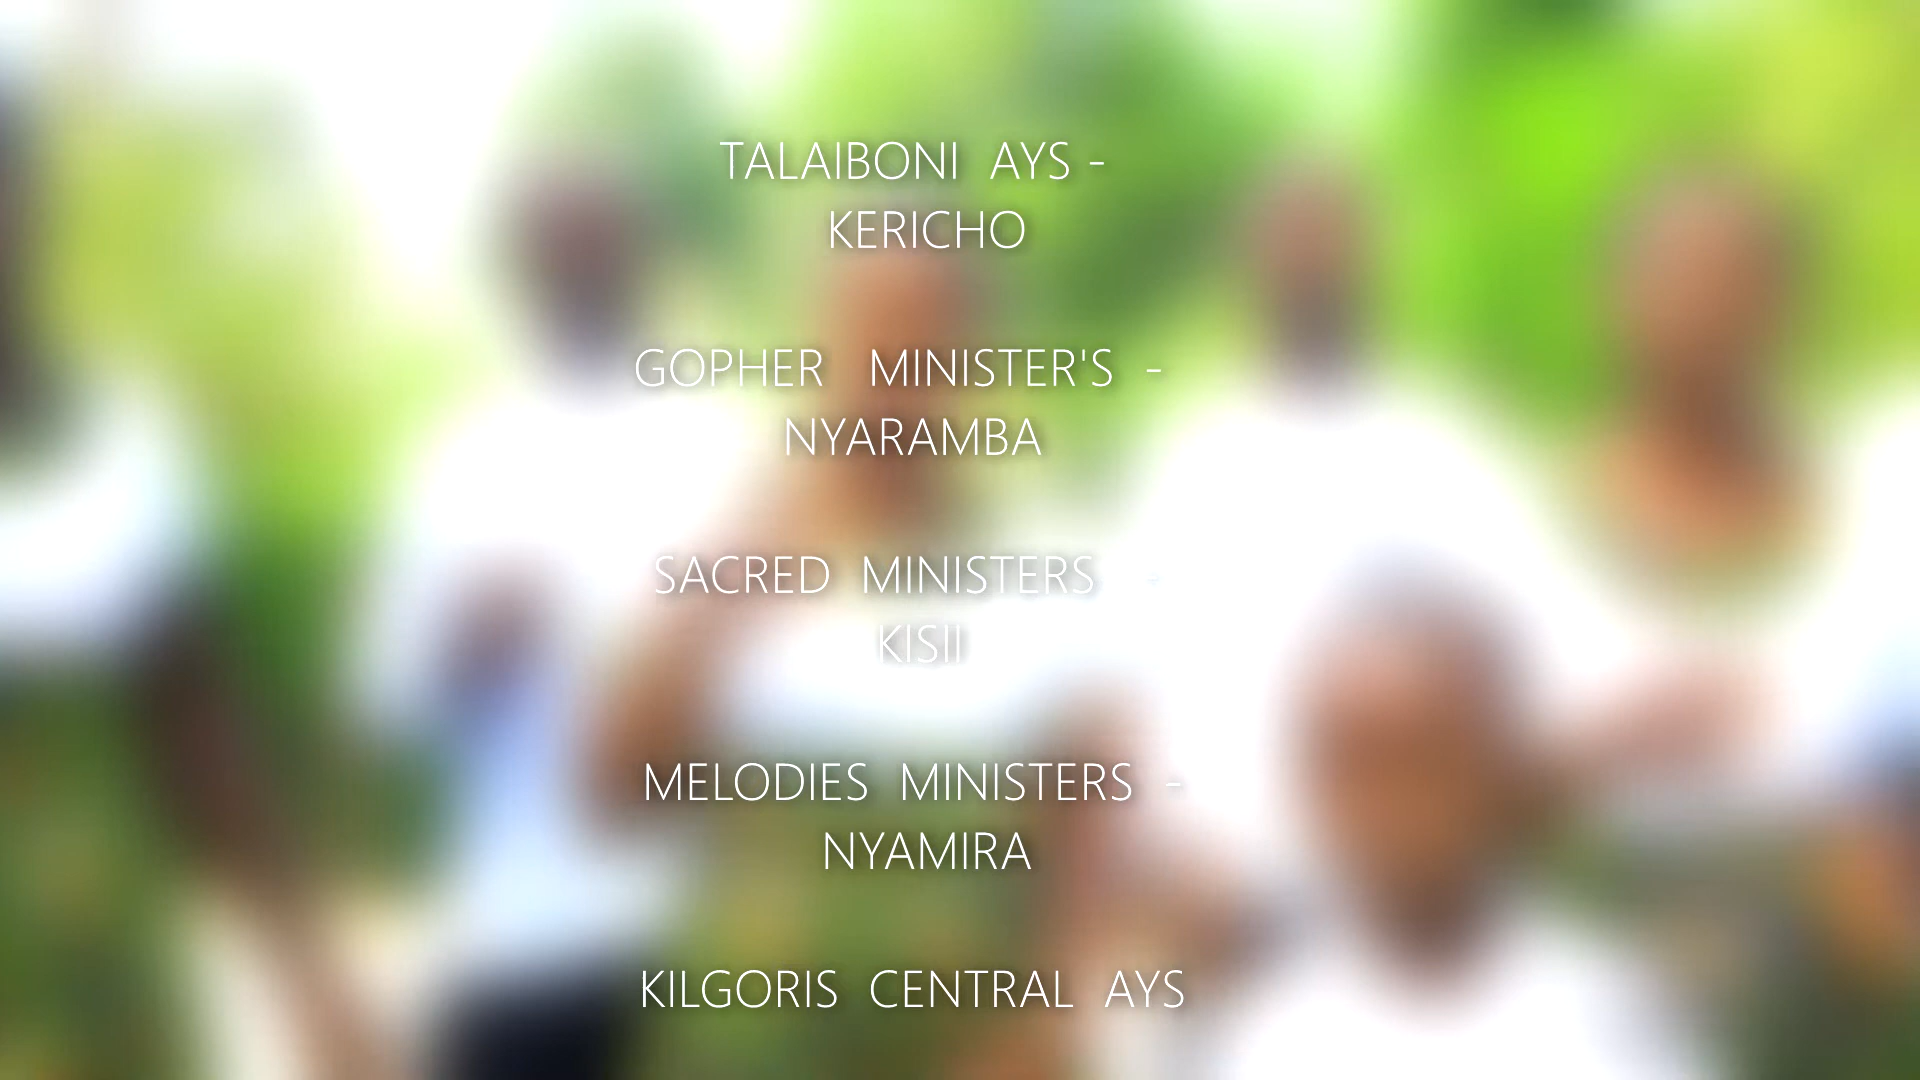 TALAIBONI AYS -
KERICHO
GOPHER MINISTER'S -
NYARAMBA
SACRED MINISTERS -
KISII
MELODIES MINISTERS -
NYAMIRA
KILGORIS CENTRAL AYS